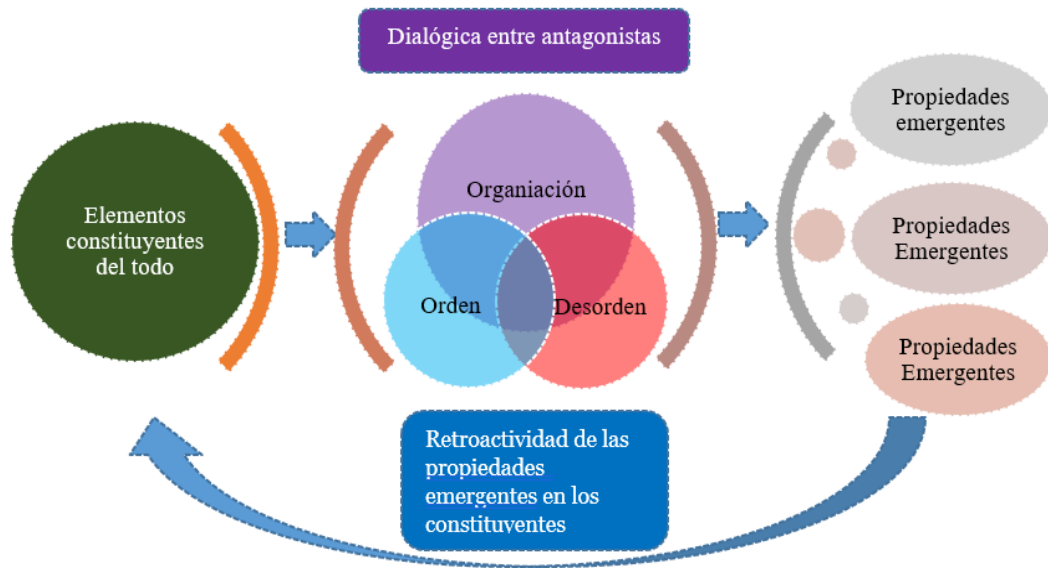 Dialógica entre antagonistas
Elementos
constituyentes
del todo
Organiación
Orden
Desorden
Propiedades
emergentes
Propiedades
Emergentes
Propiedades
Emergentes
Retroactividad de las
propiedades
emergentes en los
constituyentes